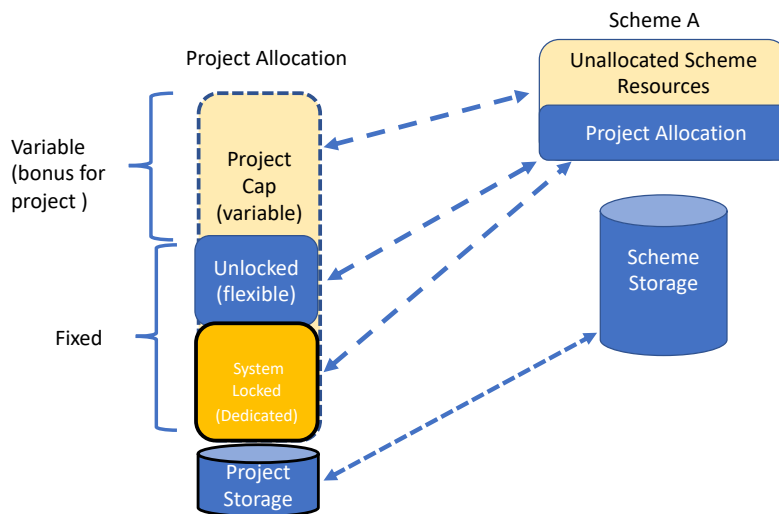 Scheme A
Project Allocation
Unallocated Scheme
Resources
Project Allocation
Variable
(bonus for
project )
Project
Cap
(variable)
Unlocked
(flexible)
Scheme
Storage
Fixed
System
Locked
(Dedicated)
Project
Storage